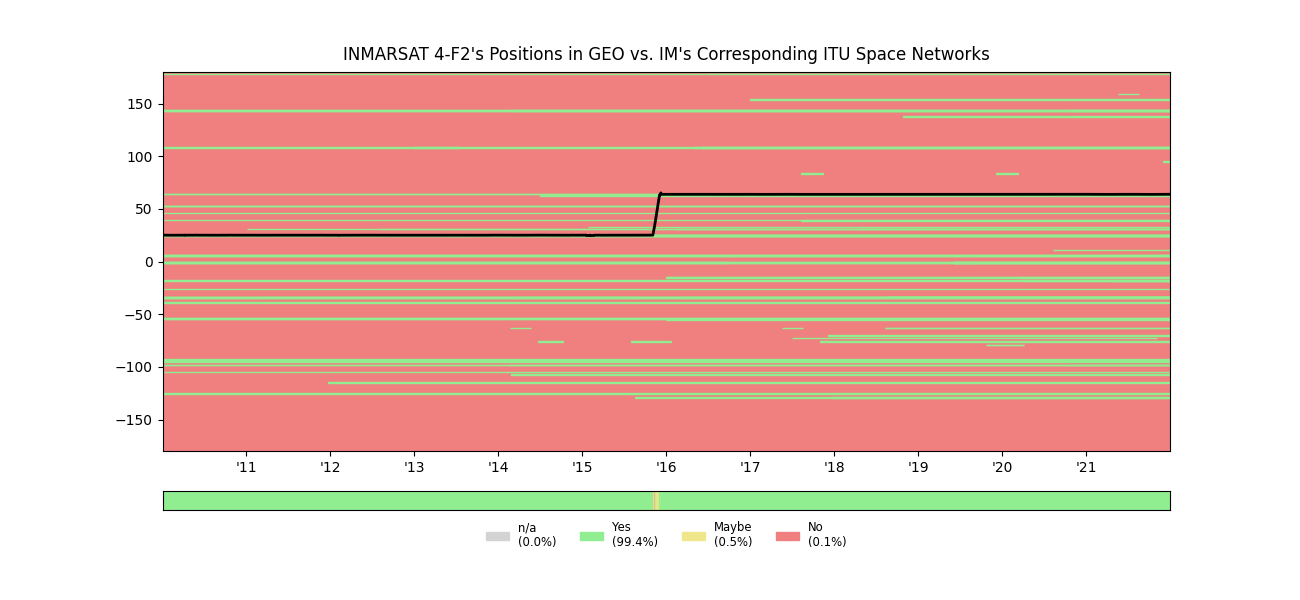 INMARSAT 4-F2's Positions in GEO vs. IM's Corresponding ITU Space Networks
150
100
50
0
−50
−100
−150
'11 '12 '13 '14 '15 '16 '17 '18 '19 '20 '21
n/a Yes Maybe No
(0.0%) (99.4%) (0.5%) (0.1%)